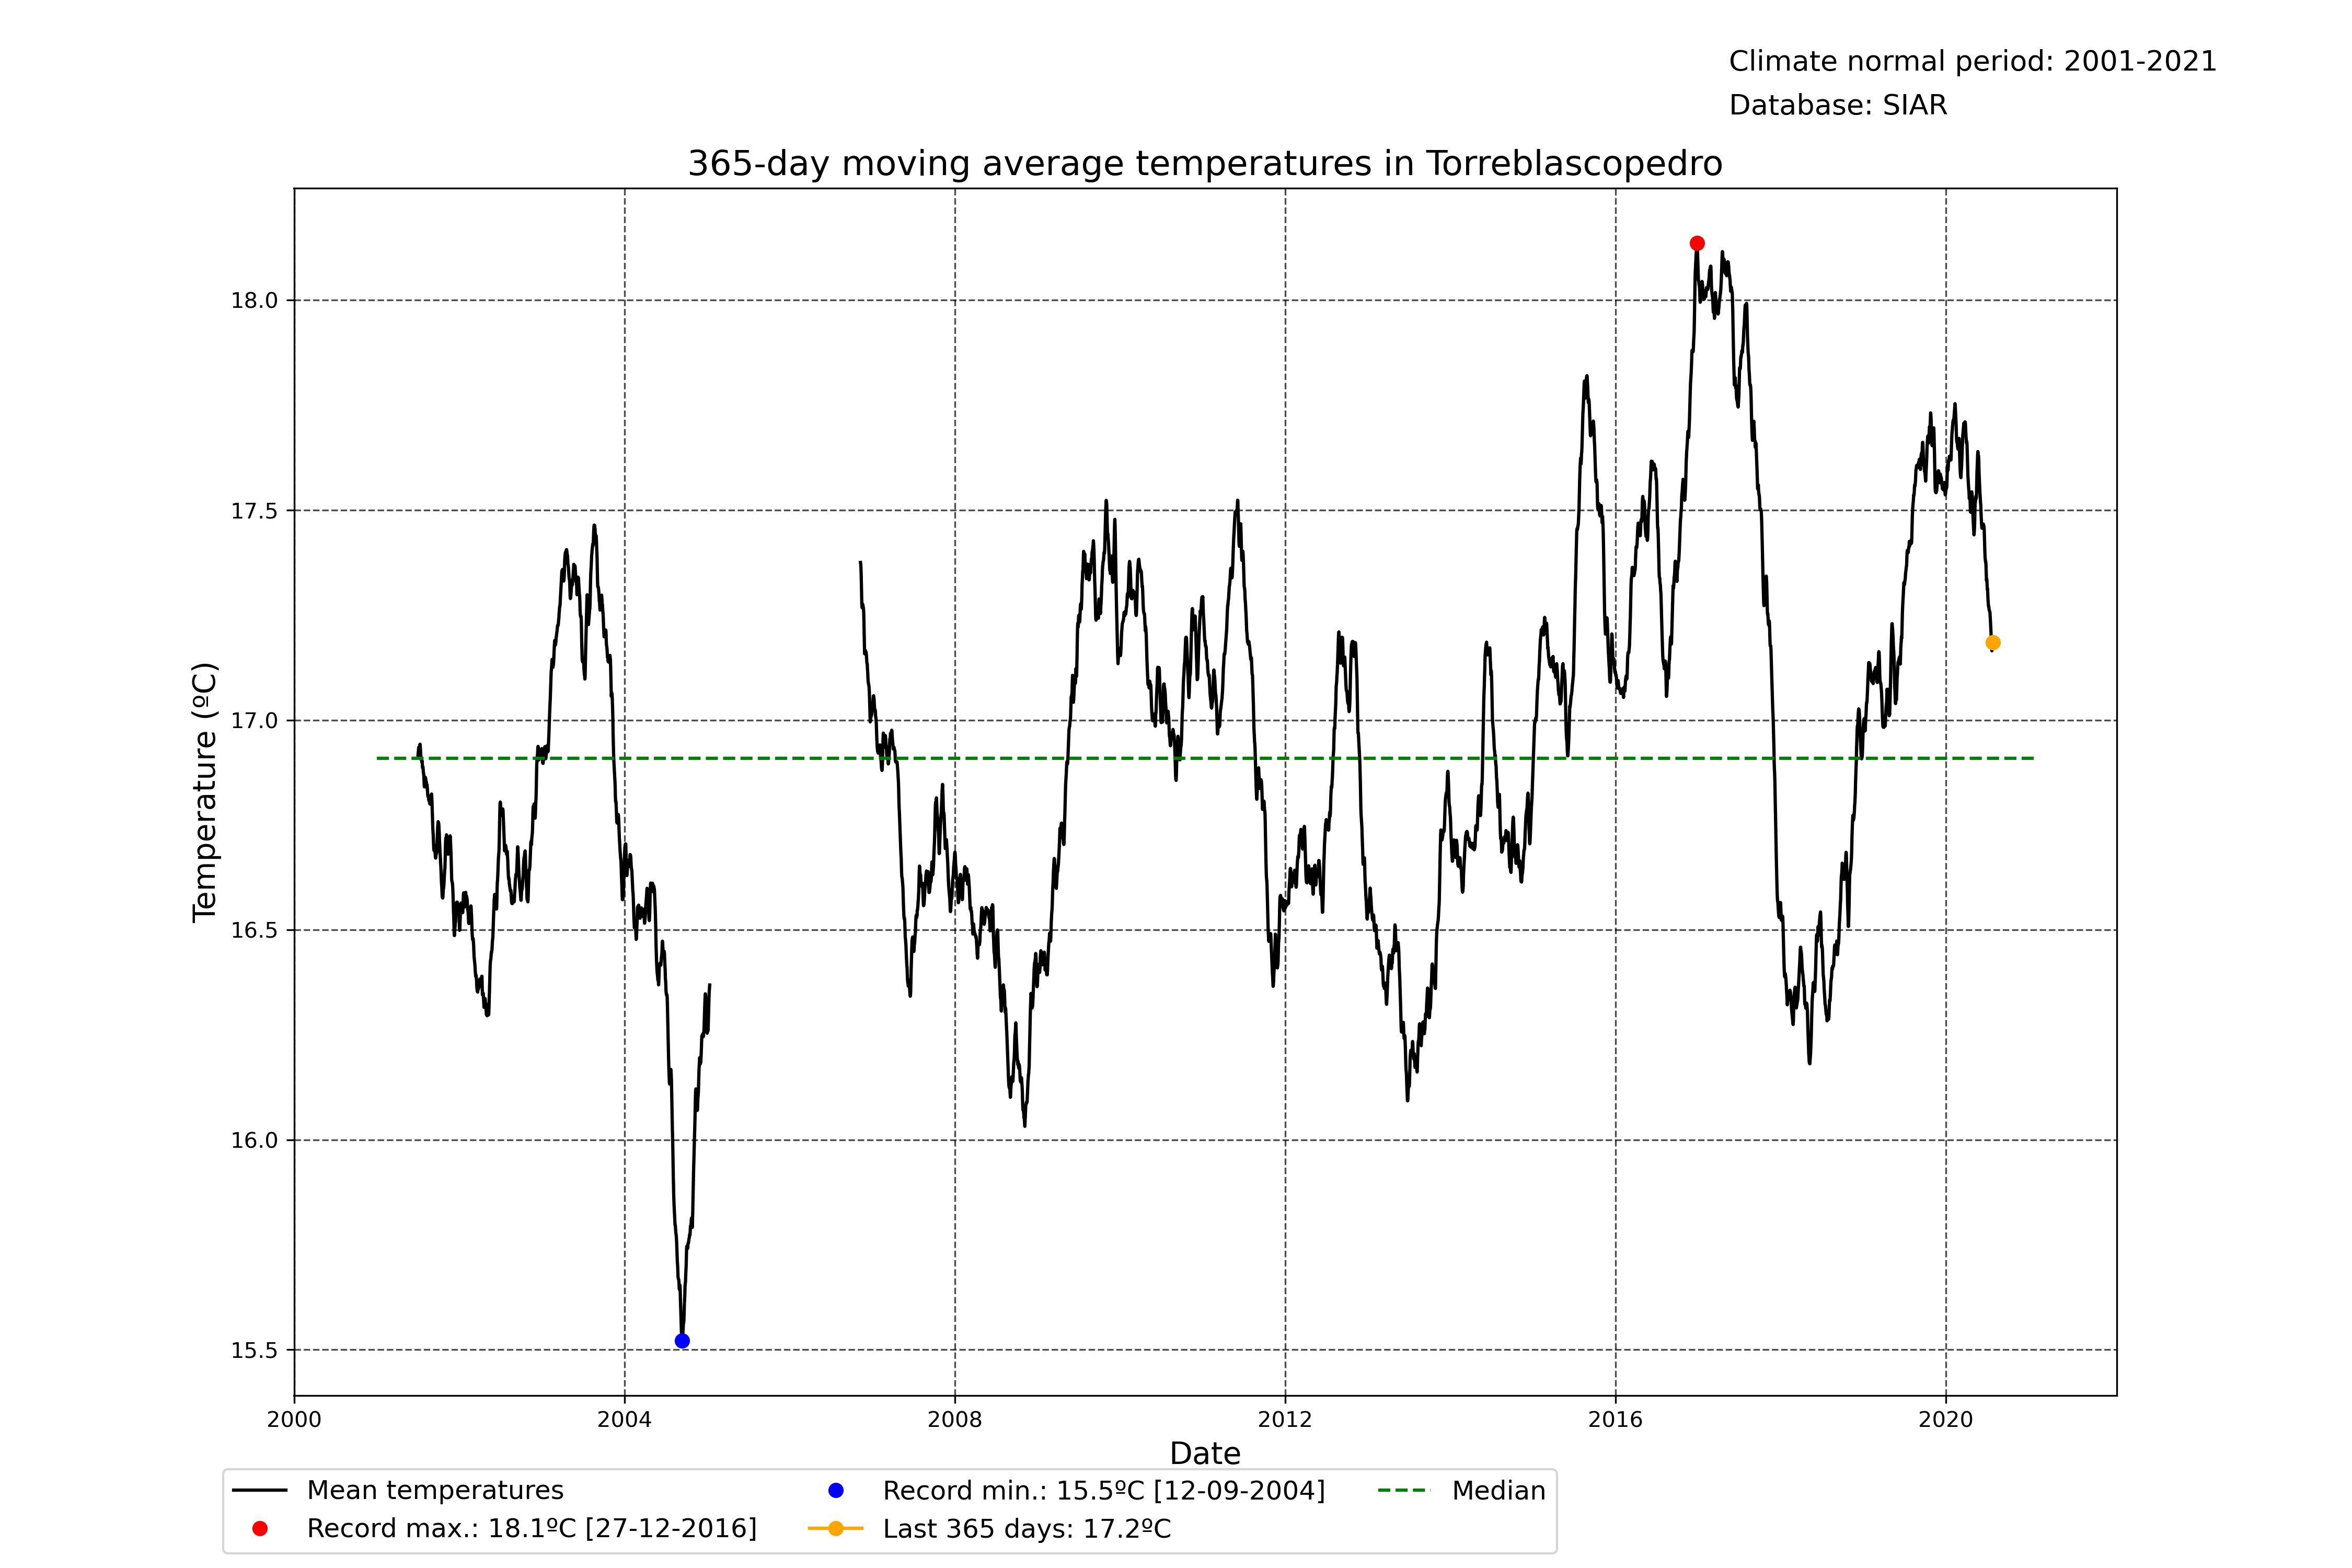 Climate normal period: 2001-2021
Database: SIAR
365-day moving average temperatures in Torreblascopedro
Temperature (ºC)
18.0
17.5
17.0
16.5
16.0
15.5
2000 2004 2008 2012 2016 2020
Date
Mean temperatures
Record max.: 18.1ºC [27-12-2016]
Record min.: 15.5ºC [12-09-2004]
Last 365 days: 17.2ºC
Median